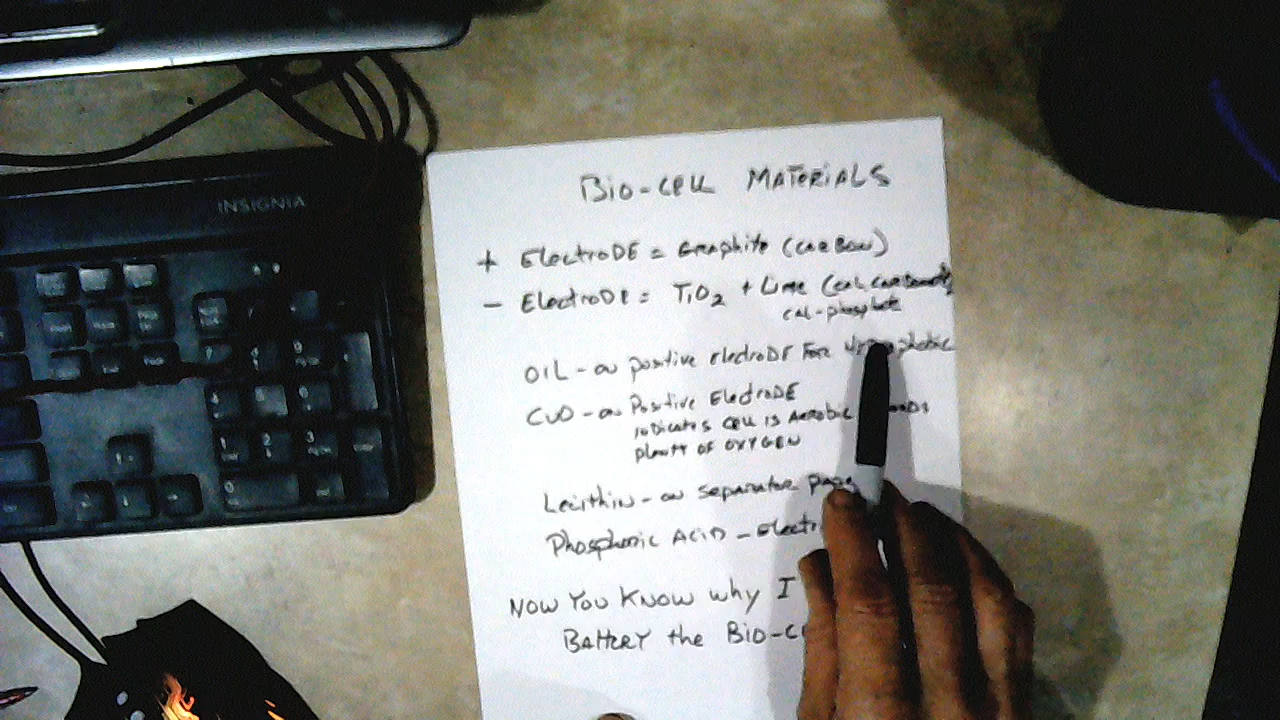 INSIGNIA
BIO-CELL MATERIALS
+ ElectroDE = Graphite (carbon)
- ElectroDE = TiO2 + Lime (cal. carbonate
cal-phosphate
OIL - on positive electroDE For
CuO - on Positive ElectroDE
indicates cell is Aerobic
plenty OF OXYGEN
Lecithin - on separator
Phosphoric AciD -
NOW YOU KNOW why I
BATTERY the BIO-